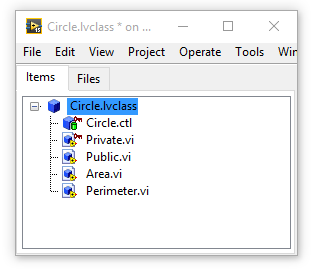 Circle.lvclass * on ...
File Edit View Project Operate Tools Win
Items Files
Circle.lvclass
Circle.ctl
Private.vi
Public.vi
Area.vi
Perimeter.vi